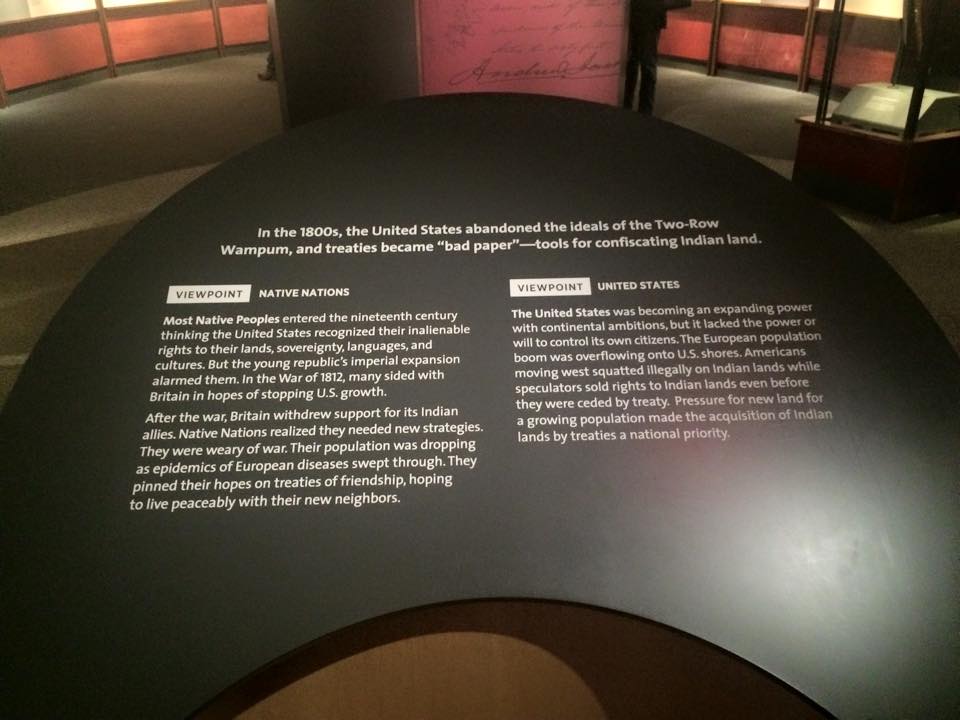 In the 1800s, the United States abandoned the ideals of the Two-Row
Wampum, and treaties became “bad paper”—tools for confiscating Indian land.
VIEWPOINT NATIVE NATIONS
Most Native Peoples entered the nineteenth century
thinking the United States recognized their inalienable
rights to their lands, sovereignty, languages, and
cultures. But the young republic’s imperial expansion
alarmed them. In the War of 1812, many sided with
Britain in hopes of stopping U.S. growth.
After the war, Britain withdrew support for its Indian
allies. Native Nations realized they needed new strategies.
They were weary of war. Their population was dropping
as epidemics of European diseases swept through. They
pinned their hopes on treaties of friendship, hoping
to live peaceably with their new neighbors.
VIEWPOINT UNITED STATES
The United States was becoming an expanding power
with continental ambitions, but it lacked the power or
will to control its own citizens. The European population
boom was overflowing onto U.S. shores. Americans
moving west squatted illegally on Indian lands while
speculators sold rights to Indian lands even before
they were ceded by treaty. Pressure for new land for
a growing population made the acquisition of Indian
lands by treaties a national priority.